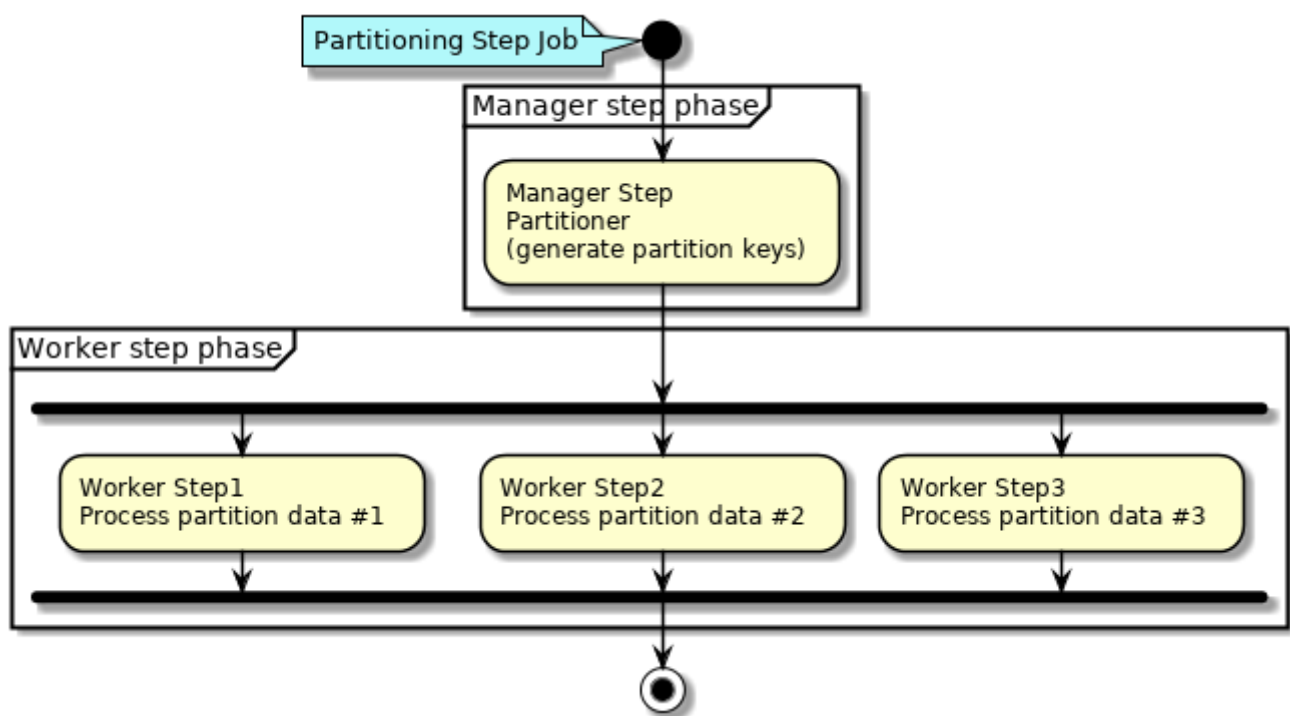 Partitioning Step Job
Manager step phase
Manager Step
Partitioner
(generate partition keys)
Worker step phase
Worker Step1
Process partition data #1
Worker Step2
Process partition data #2
Worker Step3
Process partition data #3